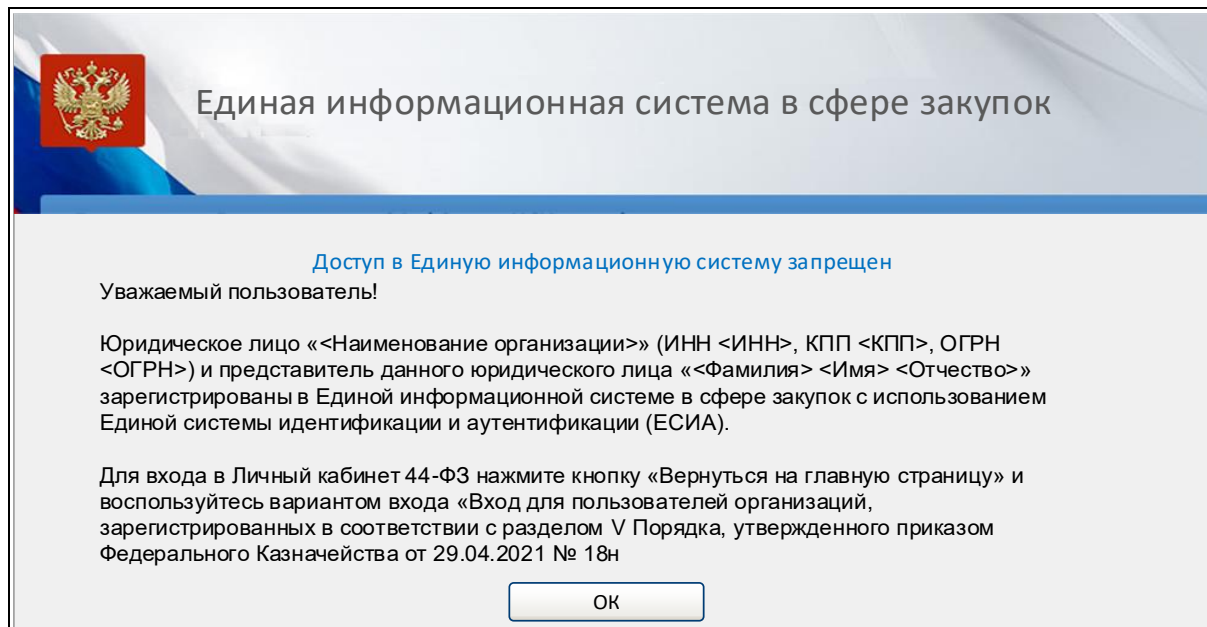 Единая информационная система в сфере закупок
Доступ в Единую информационную систему запрещен
Уважаемый пользователь!
Юридическое лицо «<Наименование организации>» (ИНН <ИНН>, КПП <КПП>, ОГРН
<ОГРН>) и представитель данного юридического лица «<Фамилия> <Имя> <Отчество>»
зарегистрированы в Единой информационной системе в сфере закупок с использованием
Единой системы идентификации и аутентификации (ЕСИА).
Для входа в Личный кабинет 44-ФЗ нажмите кнопку «Вернуться на главную страницу» и
воспользуйтесь вариантом входа «Вход для пользователей организаций,
зарегистрированных в соответствии с разделом V Порядка, утвержденного приказом
Федерального Казначейства от 29.04.2021 № 18н
ОК